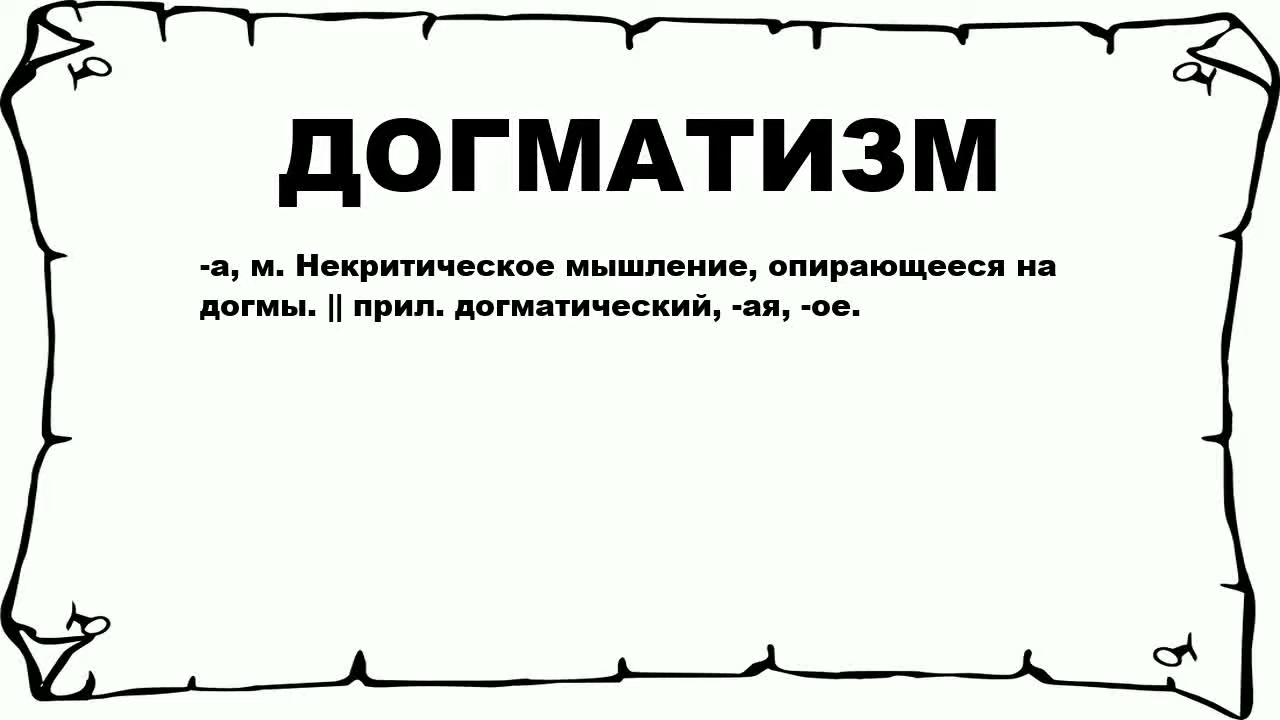 ДОГМАТИЗМ
-а, м. Некритическое мышление, опирающееся на
догмы. || прил. догматический, -ая, -ое.